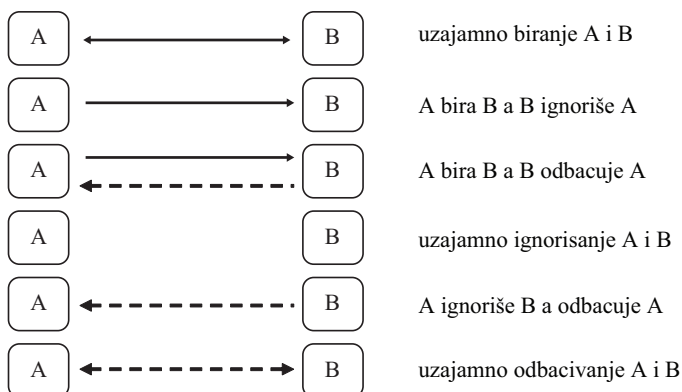 A B uzajamno biranje A i B
A B A bira B a B ignoriše A
A B A bira B a B odbacuje A
A B uzajamno ignorisanje A i B
A B A ignoriše B a odbacuje A
A B uzajamno odbacivanje A i B